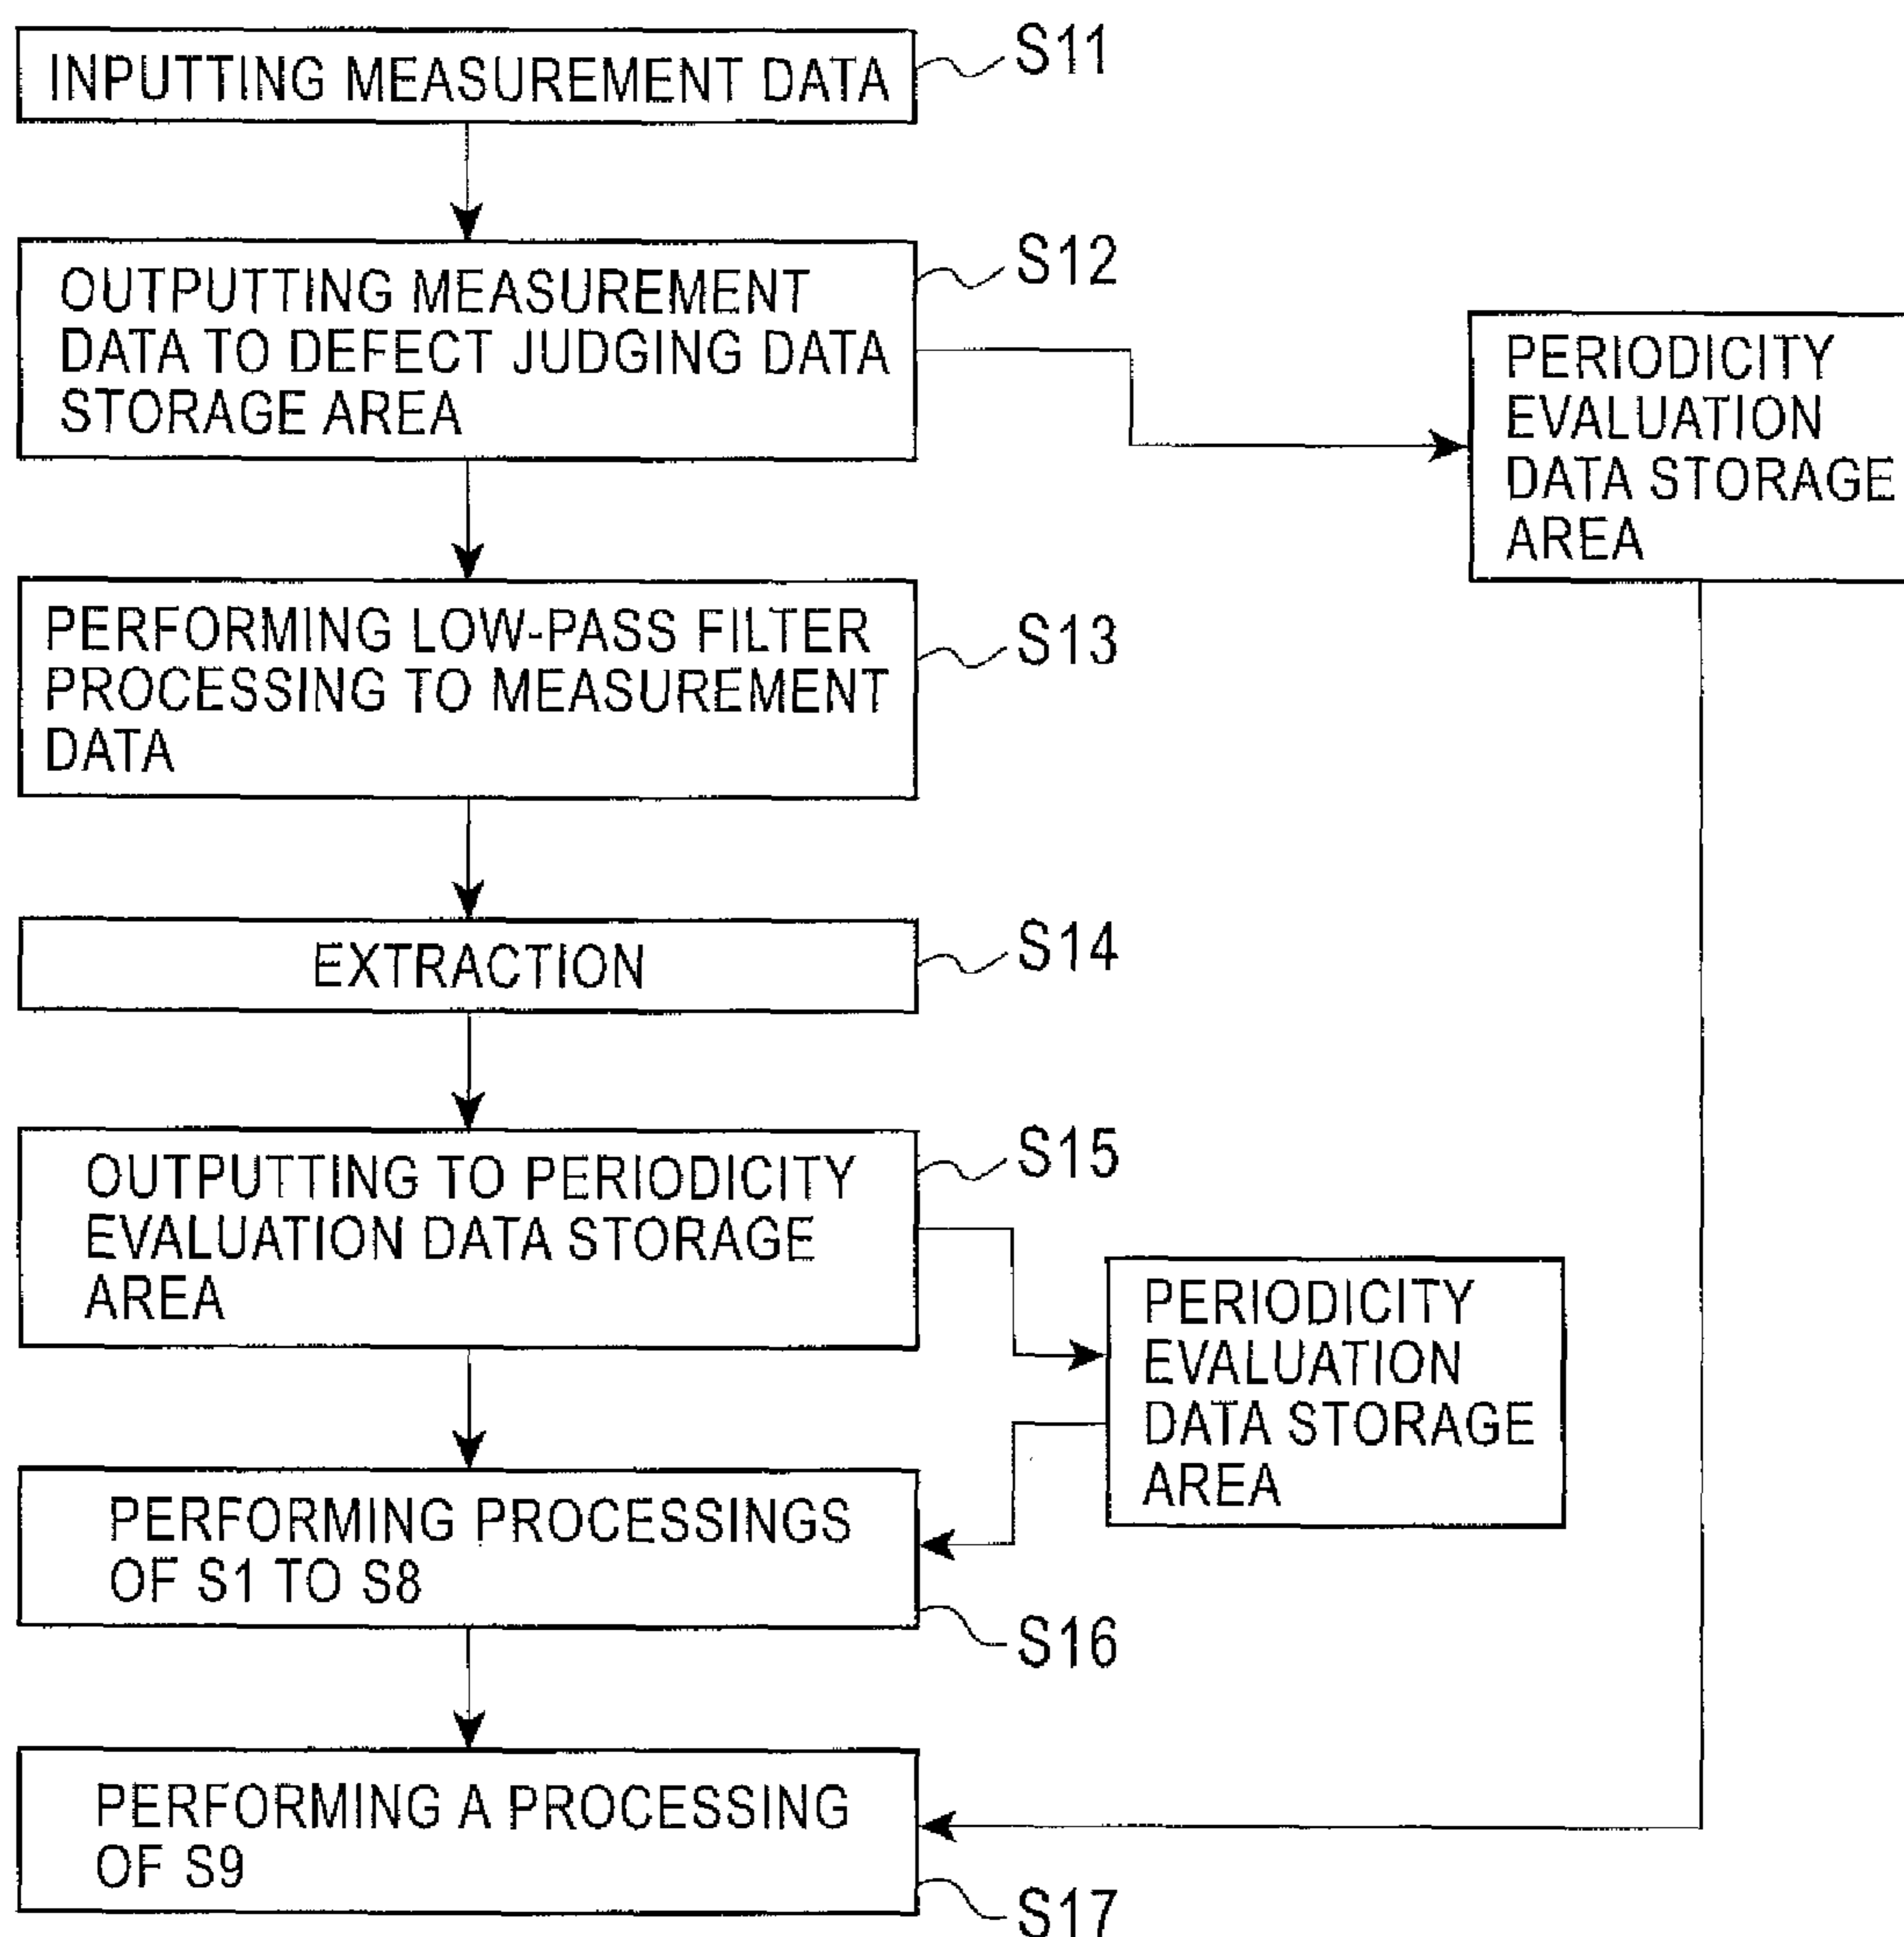 INPUTTING MEASUREMENT DATA
S11
OUTPUTTING MEASUREMENT
DATA TO DEFECT JUDGING DATA
STORAGE AREA
S12
PERIODICITY
EVALUATION
DATA STORAGE
AREA
PERFORMING LOW-PASS FILTER
PROCESSING TO MEASUREMENT
DATA
S13
EXTRACTION
S14
OUTPUTTING TO PERIODICITY
EVALUATION DATA STORAGE
AREA
S15
PERIODICITY
EVALUATION
DATA STORAGE
AREA
PERFORMING PROCESSINGS
OF S1 TO S8
S16
PERFORMING A PROCESSING
OF S9
S17